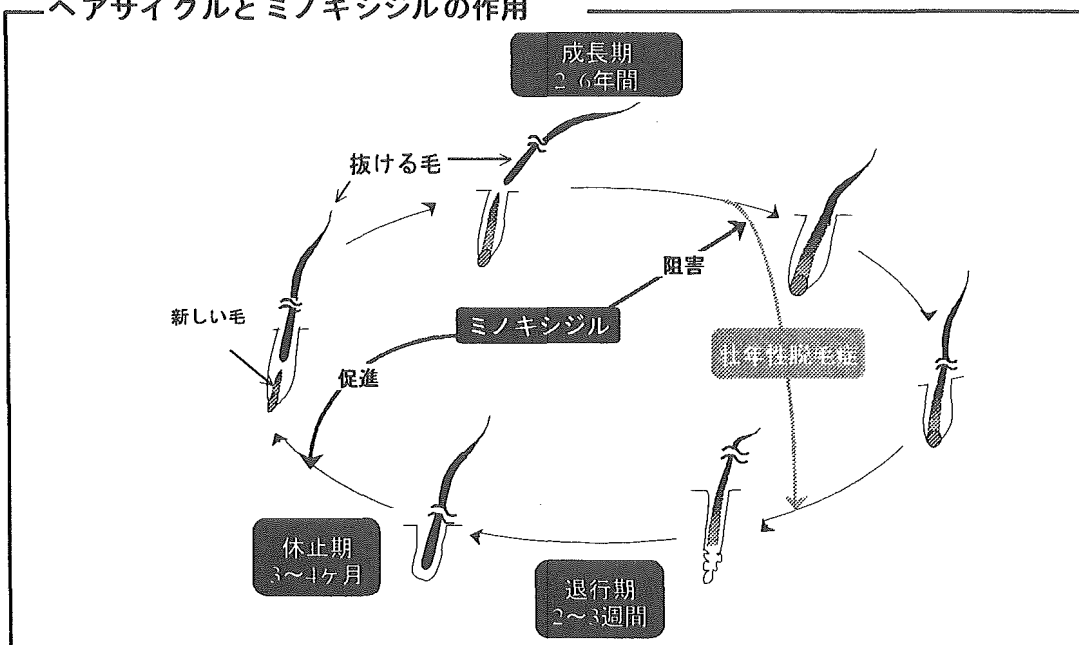 ヘアサイクルとミノキシジルの作用
成長期
2~6年間
抜ける毛
阻害
新しい毛
ミノキシジル
壮年性脱毛症
促進
休止期
3~4ヶ月
退行期
2~3週間